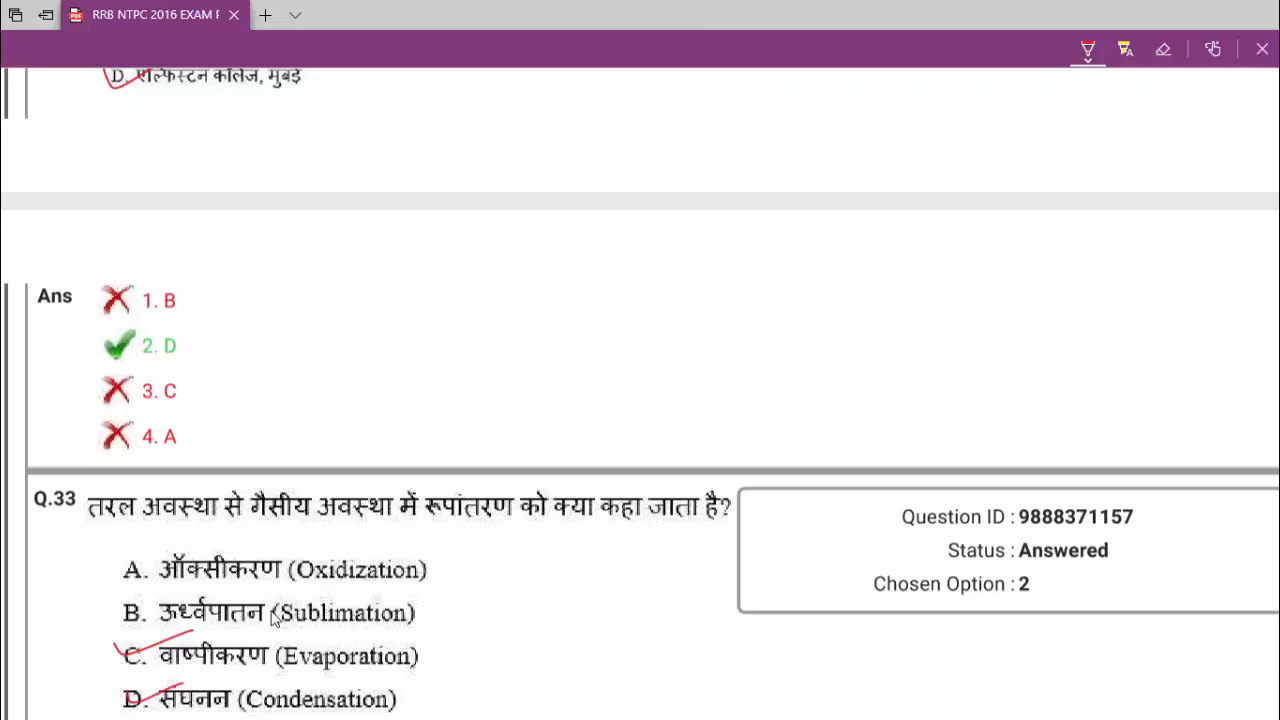 RRB NTPC 2016 EXAM F
D. एल्फिंस्टन कॉलेज, मुंबई
Ans
1. B
2. D
3. C
4. A
Q.33 तरल अवस्था से गैसीय अवस्था में रूपांतरण को क्या कहा जाता है?
Question ID : 9888371157
Status : Answered
Chosen Option : 2
A. ऑक्सीकरण (Oxidization)
B. ऊर्ध्वपातन (Sublimation)
C. वाष्पीकरण (Evaporation)
D. संघनन (Condensation)